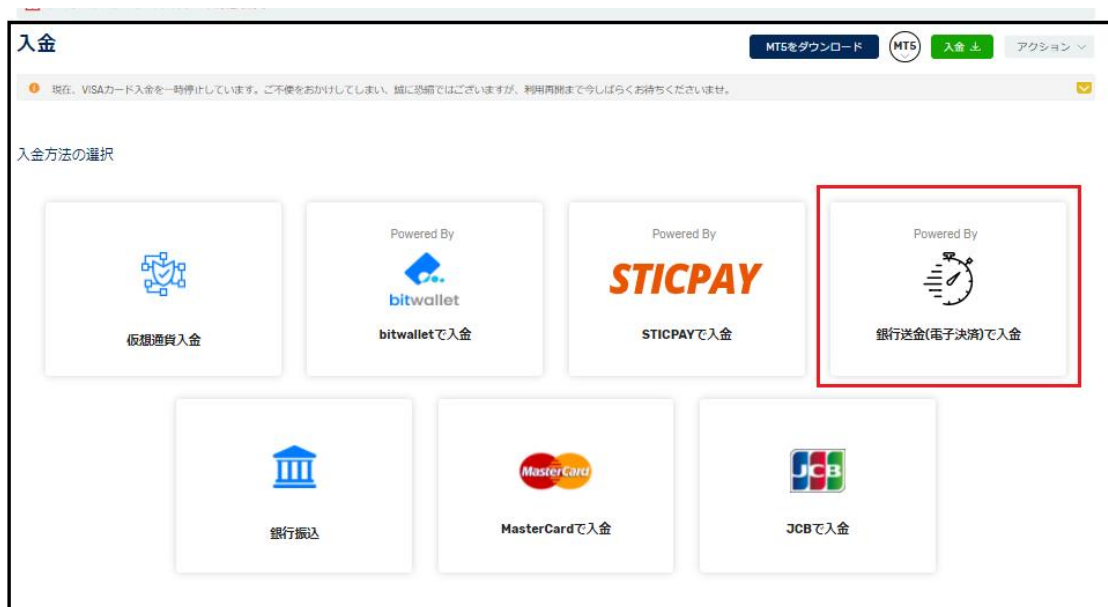 入金
MT5をダウンロード
MT5
入金
アクション
現在、VISAカード入金を一時停止しています。ご不便をおかけしてしまい、誠に恐縮ではございますが、利用再開まで今しばらくお待ちくださいませ。
入金方法の選択
仮想通貨入金
Powered By
bitwallet
bitwalletで入金
Powered By
STICPAY
STICPAYで入金
Powered By
銀行送金(電子決済)で入金
銀行振込
MasterCard
MasterCardで入金
JCB
JCBで入金